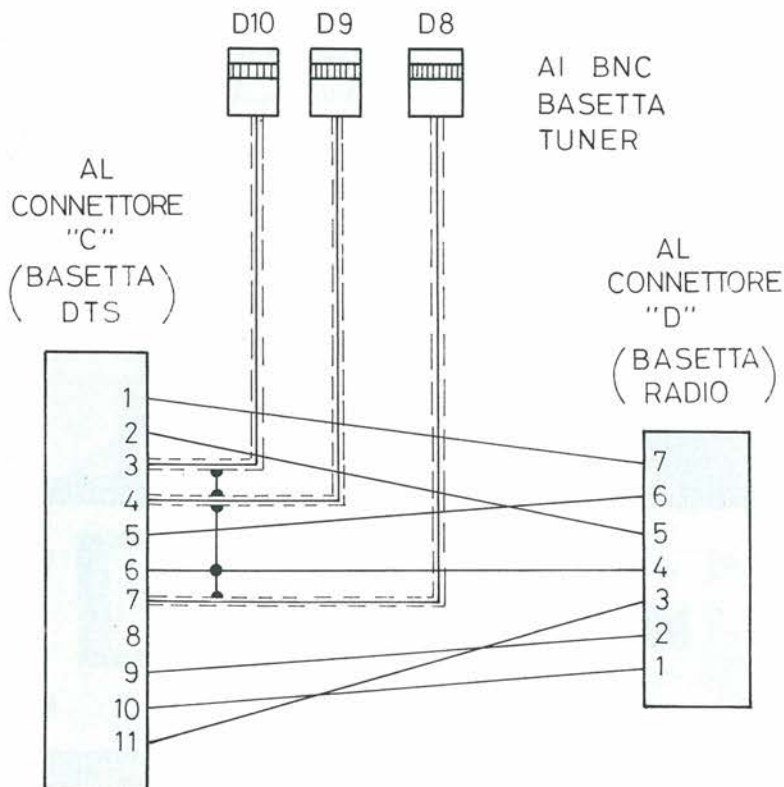 D10 D9 D8
AI BNC
BASETTA
TUNER
AL
CONNETTORE
"C"
(BASETTA)
DTS
AL
CONNETTORE
"D"
(BASETTA)
RADIO
1
2
3
4
5
6
7
8
9
10
11
7
6
5
4
3
2
1